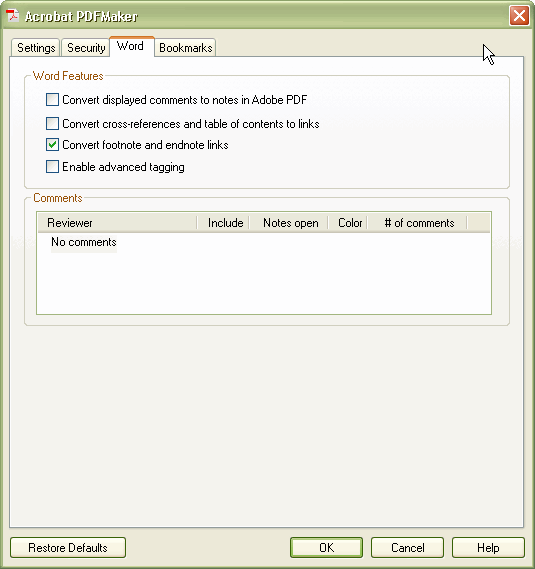 Acrobat PDFMaker
Settings Security Word Bookmarks
Word Features
Convert displayed comments to notes in Adobe PDF
Convert cross-references and table of contents to links
Convert footnote and endnote links
Enable advanced tagging
Comments
Reviewer Include Notes open Color # of comments
No comments
Restore Defaults OK Cancel Help